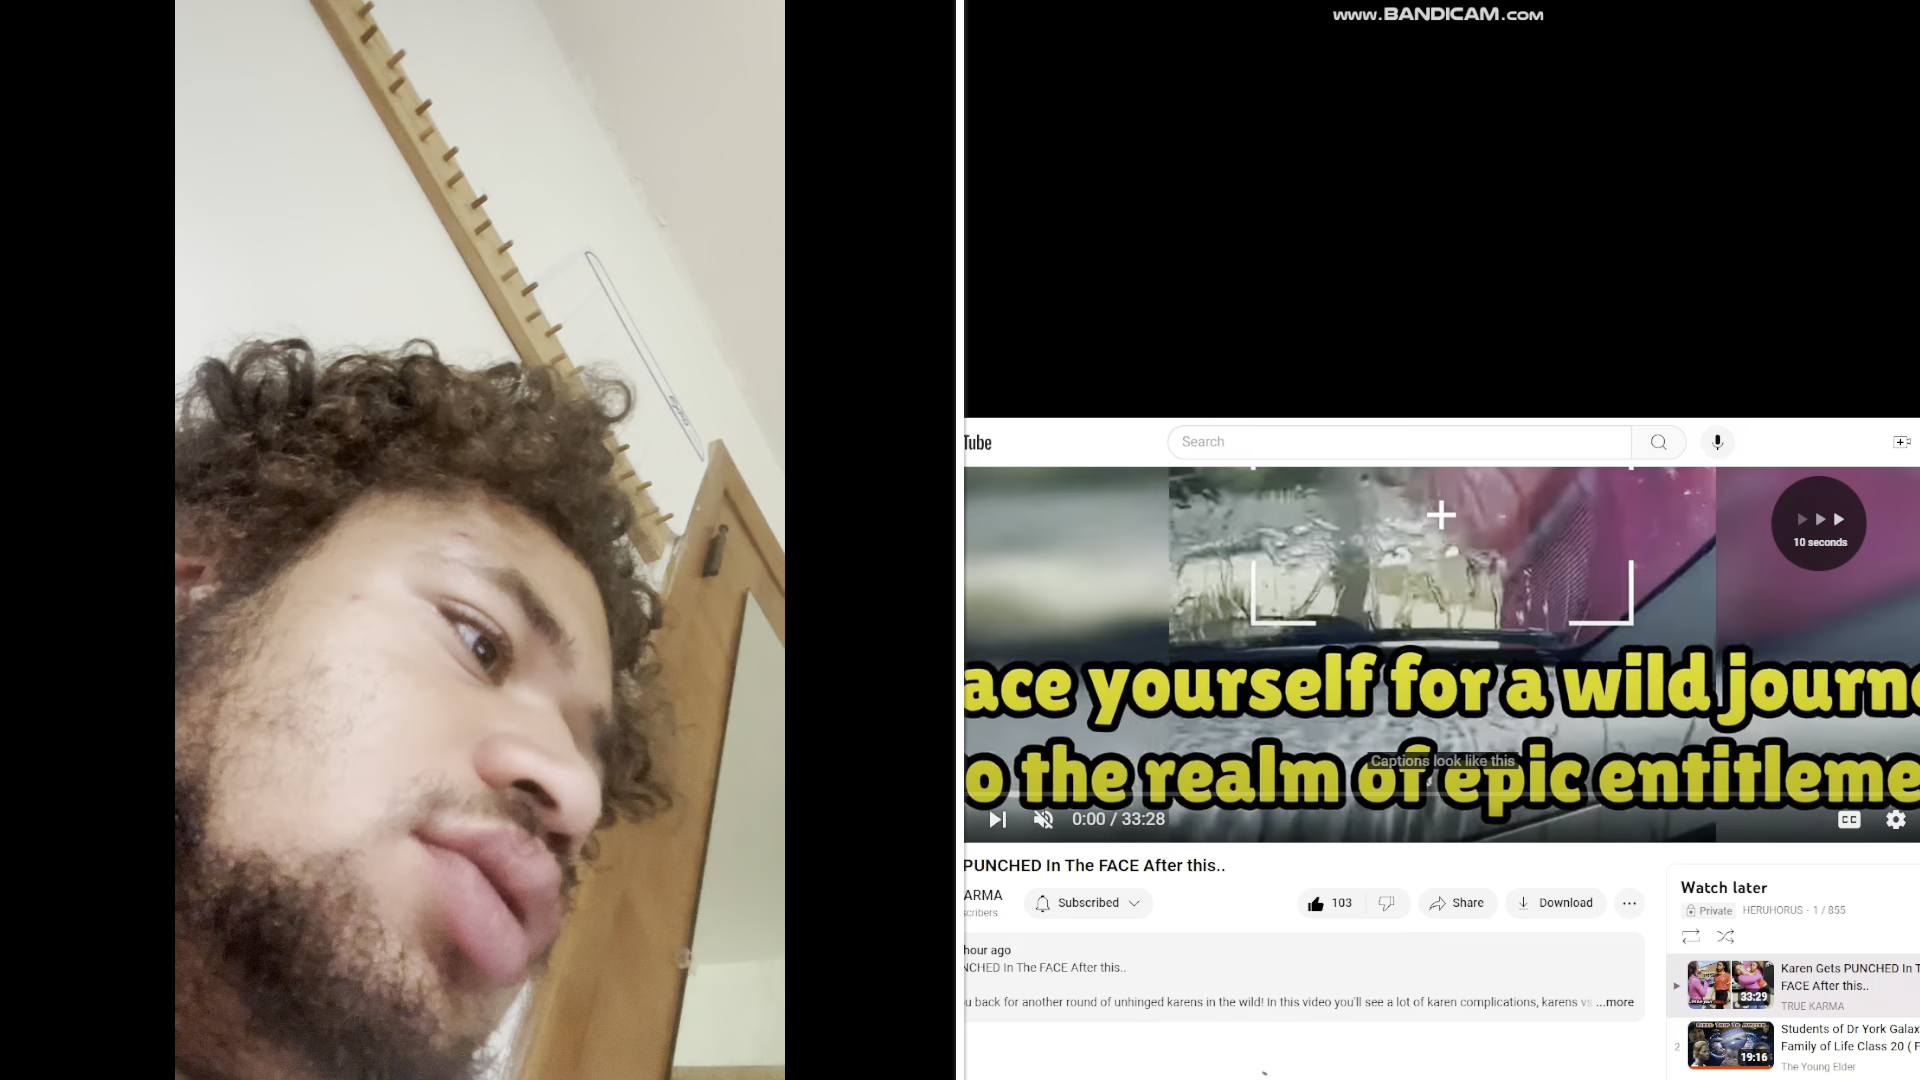 www.BANDICAM.com
Tube
Search
10 seconds
ace yourself for a wild journe
o the realm of epic entitleme
Captions look like this
0:00 / 33:28
CC
PUNCHED In The FACE After this..
ARMA
scribers
Subscribed
103
Share
Download
hour ago
NCHED In The FACE After this..
u back for another round of unhinged karens in the wild! In this video you'll see a lot of karen complications, karens vs ...more
Watch later
Private HERUHORUS - 1 / 855
Karen Gets PUNCHED In T
FACE After this..
33:29
TRUE KARMA
2
Students of Dr York Galax
Family of Life Class 20 ( F
19:16
The Young Elder